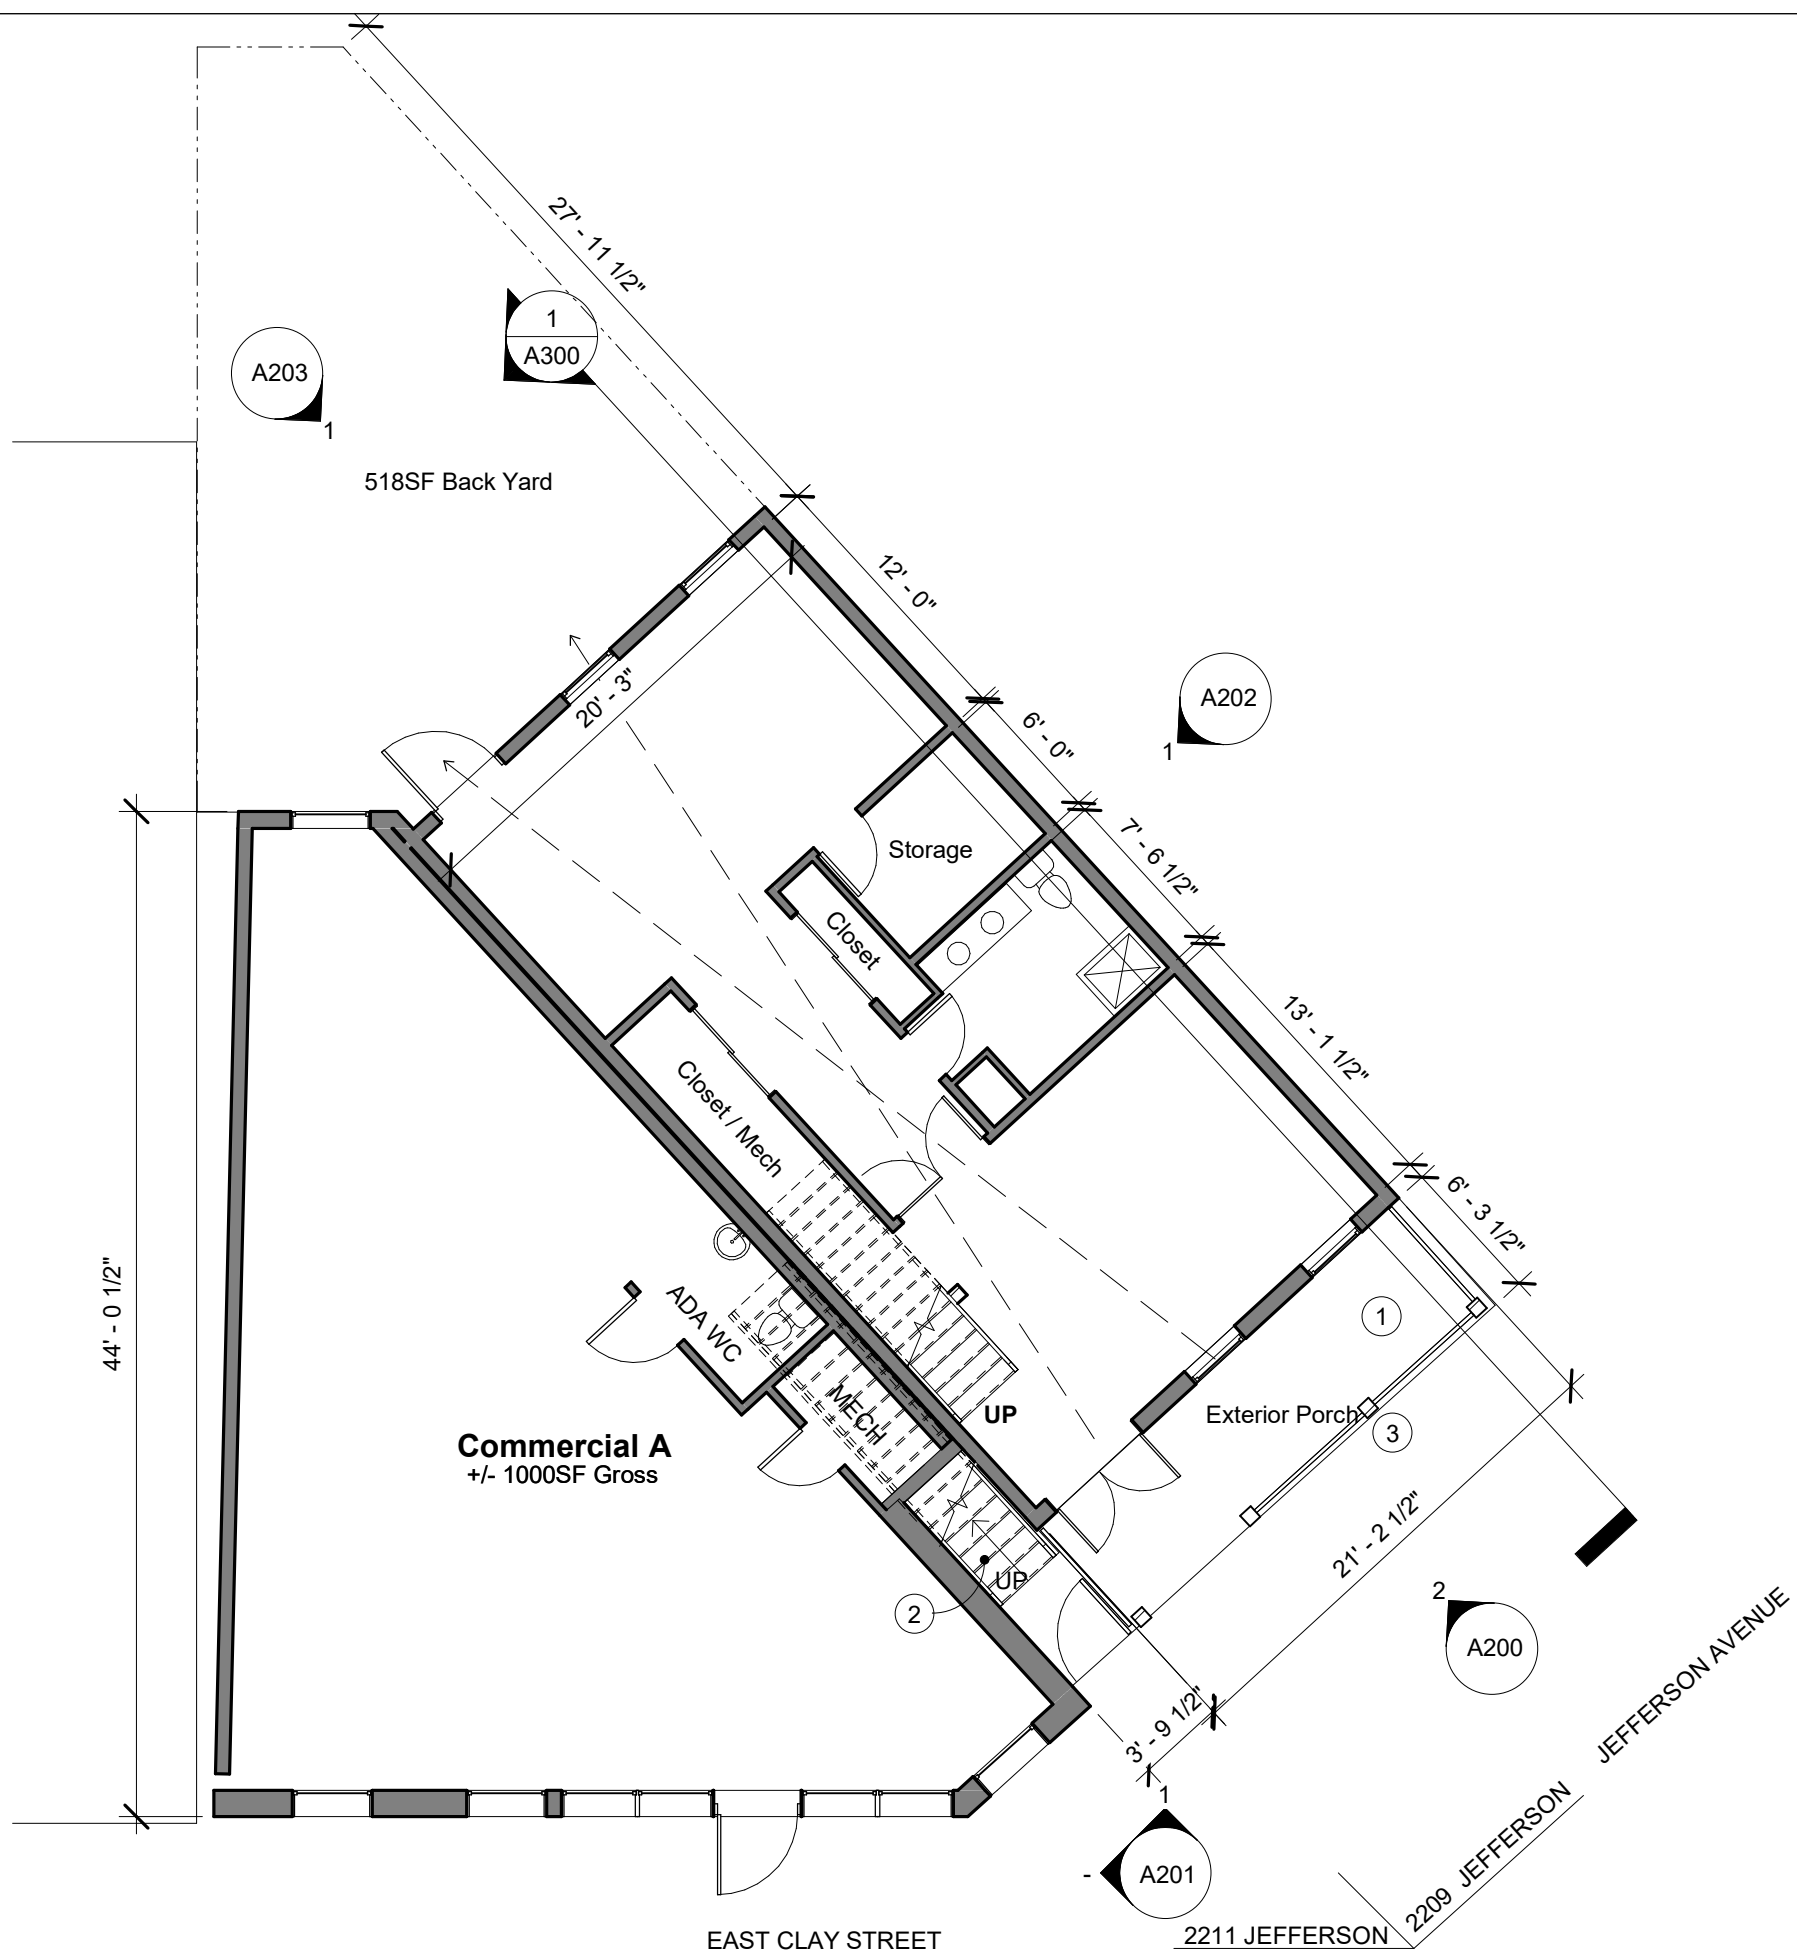 27' - 11 1/2"
1
A300
A203
1
518SF Back Yard
12' - 0"
20' - 3"
6' - 0"
A202
1
7' - 6 1/2"
Storage
Closet
13' - 1 1/2"
Closet / Mech
6' - 3 1/2"
44' - 0 1/2"
ADA WC
1
MECH
UP
Exterior Porch
3
Commercial A
+/- 1000SF Gross
21' - 2 1/2"
UP
2
2
A200
JEFFERSON AVENUE
3' - 9 1/2"
1
-
A201
2209 JEFFERSON
2211 JEFFERSON
EAST CLAY STREET